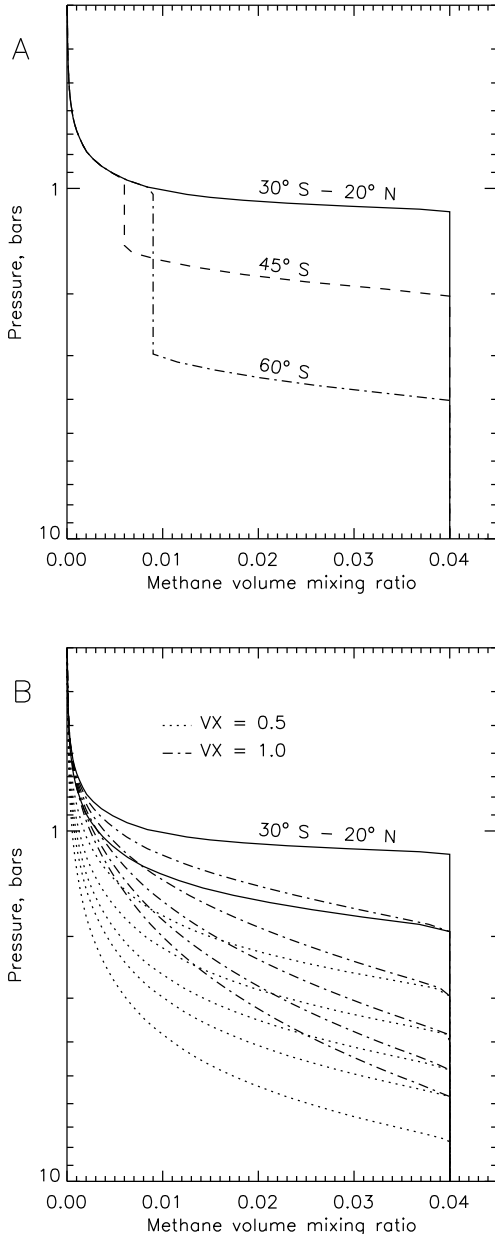 A
1
30° S – 20° N
45° S
60° S
Pressure, bars
10
0.00 0.01 0.02 0.03 0.04
Methane volume mixing ratio
B
VX = 0.5
VX = 1.0
1
30° S – 20° N
Pressure, bars
10
0.00 0.01 0.02 0.03 0.04
Methane volume mixing ratio